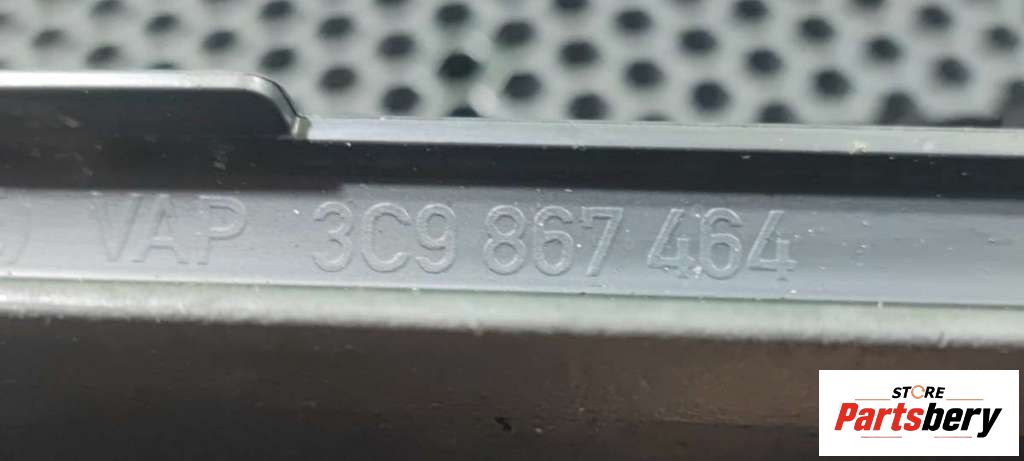 VAP 3C9 867 464
STORE
Partsbery